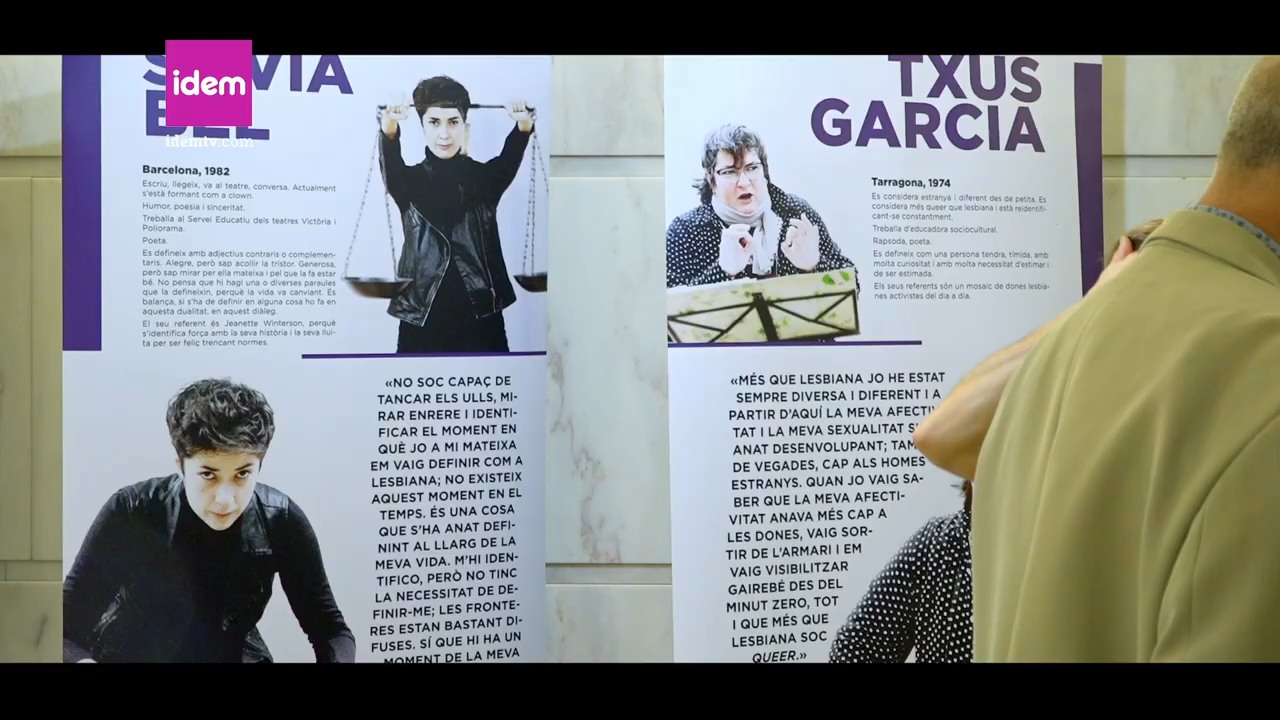 idem
idemtv.com
BEL
Barcelona, 1982
Escriu, llegeix, va al teatre, conversa. Actualment
s'està formant com a clown.
Humor, poesia i sinceritat.
Treballa al Servei Educatiu dels teatres Victòria i
Poliorama.
Poeta.
Es defineix amb adjectius contraris o complemen-
taris. Alegre, però sap acollir la tristor. Generosa,
però sap mirar per ella mateixa i pel que la fa estar
bé. No pensa que hi hagi una o diverses paraules
que la defineixen, perquè la vida va canviant. És
balança, si s'ha de definir en alguna cosa ho fa en
aquesta dualitat, en aquest diàleg.
El seu referent és Jeanette Winterson, perquè
s'identifica força amb la seva història i la seva llui-
ta per ser feliç trencant normes.
«NO SOC CAPAÇ DE
TANCAR ELS ULLS, MI-
RAR ENRERE I IDENTI-
FICAR EL MOMENT EN
QUÈ JO A MI MATEIXA
EM VAIG DEFINIR COM A
LESBIANA; NO EXISTEIX
AQUEST MOMENT EN EL
TEMPS. ÉS UNA COSA
QUE S'HA ANAT DEFI-
NINT AL LLARG DE LA
MEVA VIDA. M'HI IDEN-
TIFICO, PERÒ NO TINC
LA NECESSITAT DE DE-
FINIR-ME; LES FRONTE-
RES ESTAN BASTANT DI-
FUSES. SÍ QUE HI HA UN
MOMENT DE LA MEVA
TXUS
GARCIA
Tarragona, 1974
Es considera estranya i diferent des de petita. Es
considera més queer que lesbiana i està reidentifi-
cant-se constantment.
Treballa d'educadora sociocultural.
Rapsoda, poeta.
Es defineix com una persona tendra, tímida, amb
molta curiositat i amb molta necessitat d'estimar i
de ser estimada.
Els seus referents són un mosaic de dones lesbia-
nes activistes del dia a dia.
«MÉS QUE LESBIANA JO HE ESTAT
SEMPRE DIVERSA I DIFERENT I A
PARTIR D'AQUÍ LA MEVA AFECTIV
TAT I LA MEVA SEXUALITAT S'
ANAT DESENVOLUPANT; TAM
DE VEGADES, CAP ALS HOMES
ESTRANYS. QUAN JO VAIG SA-
BER QUE LA MEVA AFECTI-
VITAT ANAVA MÉS CAP A
LES DONES, VAIG SOR-
TIR DE L'ARMARI I EM
VAIG VISIBILITZAR
GAIREBÉ DES DEL
MINUT ZERO, TOT
I QUE MÉS QUE
LESBIANA SOC
QUEER.»